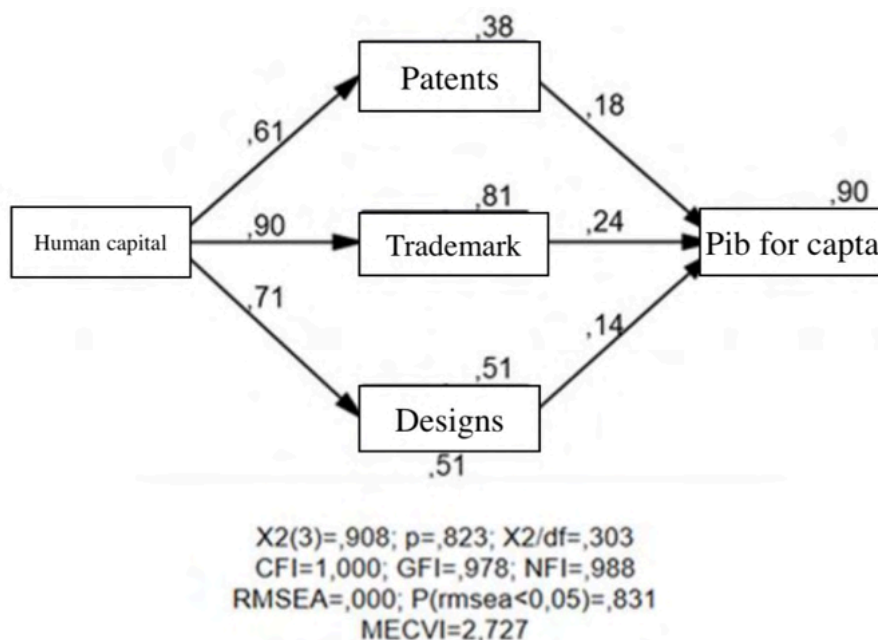 ,38
Patents
,18
,61
,90
,81
Human capital
,90
Trademark
,24
Pib for capta
,71
,14
,51
Designs
,51
X2(3)=,908; p=,823; X2/df=,303
CFI=1,000; GFI=,978; NFI=,988
RMSEA=,000; P(rmsea<0,05)=,831
MECVI=2,727